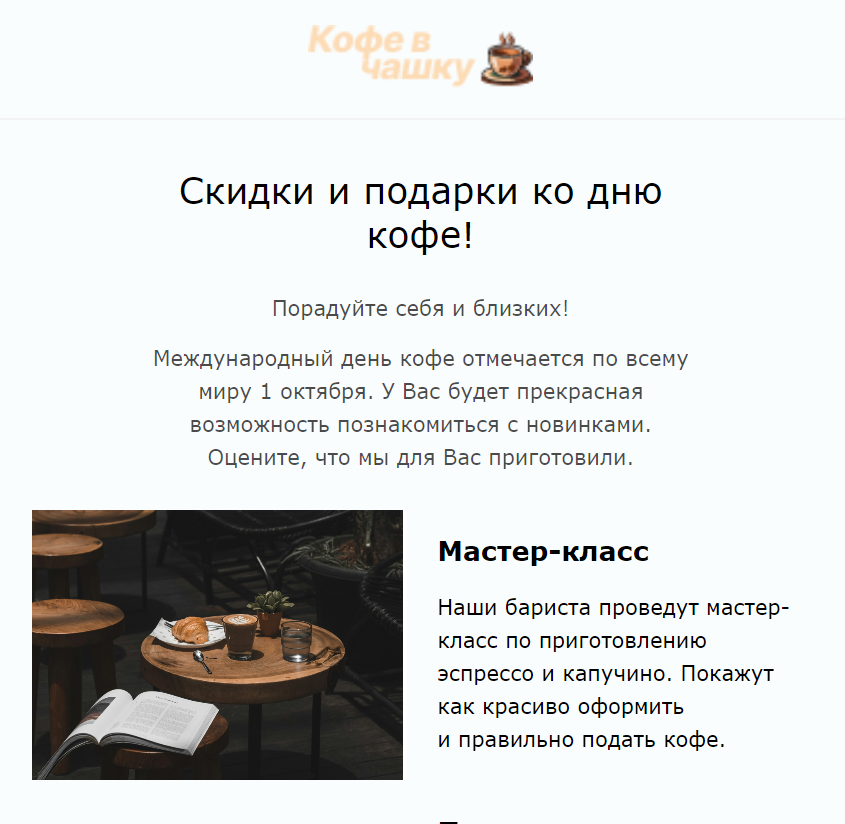 Кофе в
чашку
Скидки и подарки ко дню
кофе!
Порадуйте себя и близких!
Международный день кофе отмечается по всему
миру 1 октября. У Вас будет прекрасная
возможность познакомиться с новинками.
Оцените, что мы для Вас приготовили.
Мастер-класс
Наши бариста проведут мастер-
класс по приготовлению
эспрессо и капучино. Покажут
как красиво оформить
и правильно подать кофе.